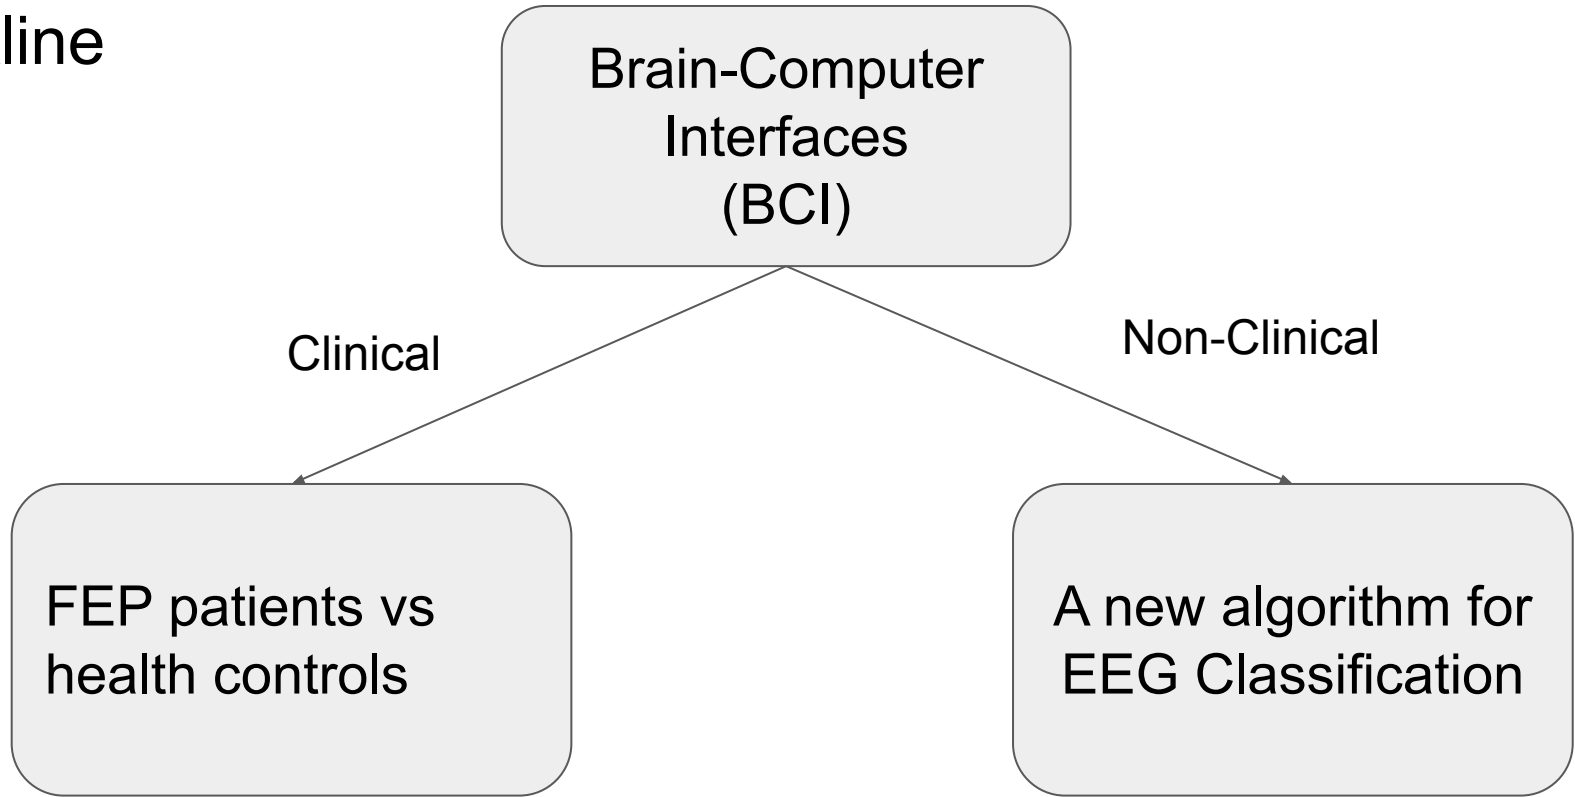 line
Brain-Computer
Interfaces
(BCI)
Clinical
Non-Clinical
FEP patients vs
health controls
A new algorithm for
EEG Classification